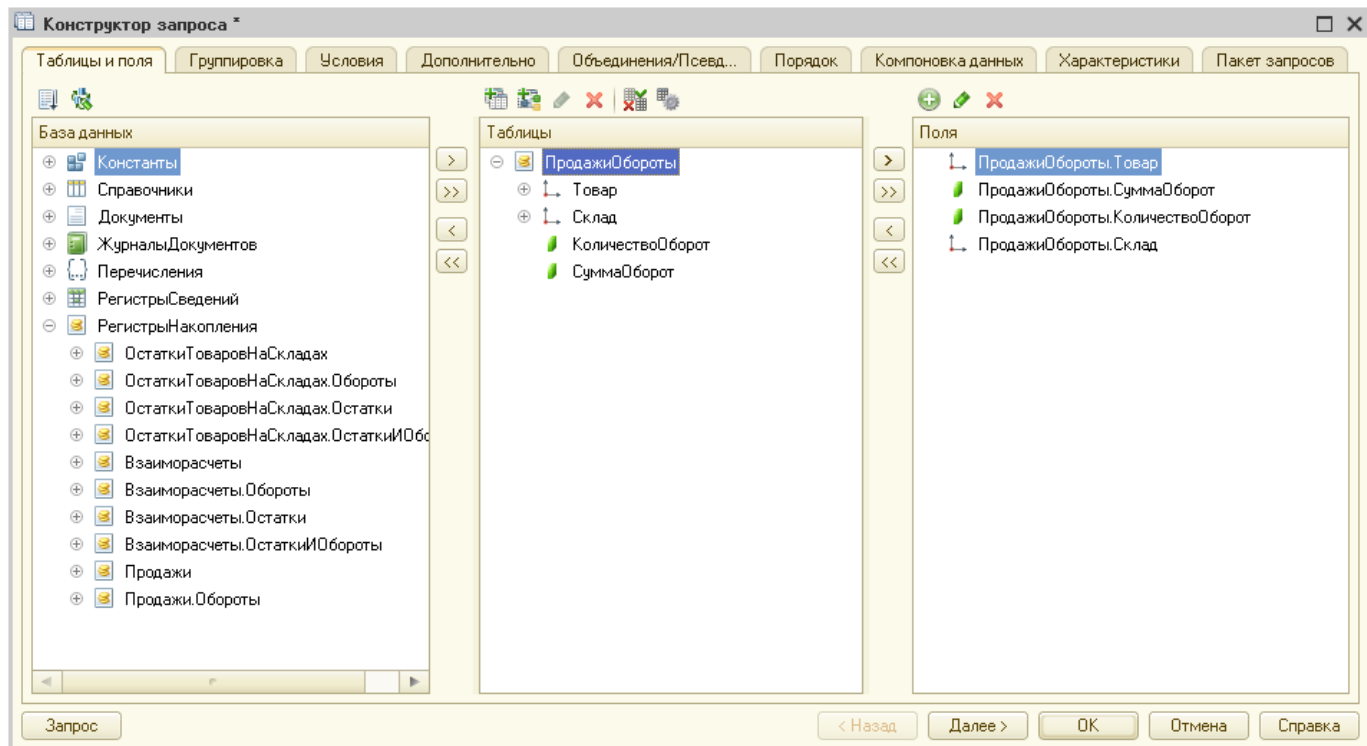 Конструктор запроса *
Таблицы и поля Группировка Условия Дополнительно Объединения/Псевд... Порядок Компоновка данных Характеристики Пакет запросов
База данных
Константы
Справочники
Документы
ЖурналыДокументов
Перечисления
РегистрыСведений
РегистрыНакопления
ОстаткиТоваровНаСкладах
ОстаткиТоваровНаСкладах.Обороты
ОстаткиТоваровНаСкладах.Остатки
ОстаткиТоваровНаСкладах.ОстаткиИОбо
Взаиморасчеты
Взаиморасчеты.Обороты
Взаиморасчеты.Остатки
Взаиморасчеты.ОстаткиИОбороты
Продажи
Продажи.Обороты
>
>>
<
<<
Таблицы
ПродажиОбороты
Товар
Склад
КоличествоОборот
СуммаОборот
>
>>
<
<<
Поля
ПродажиОбороты.Товар
ПродажиОбороты.СуммаОборот
ПродажиОбороты.КоличествоОборот
ПродажиОбороты.Склад
Запрос < Назад Далее > OK Отмена Справка